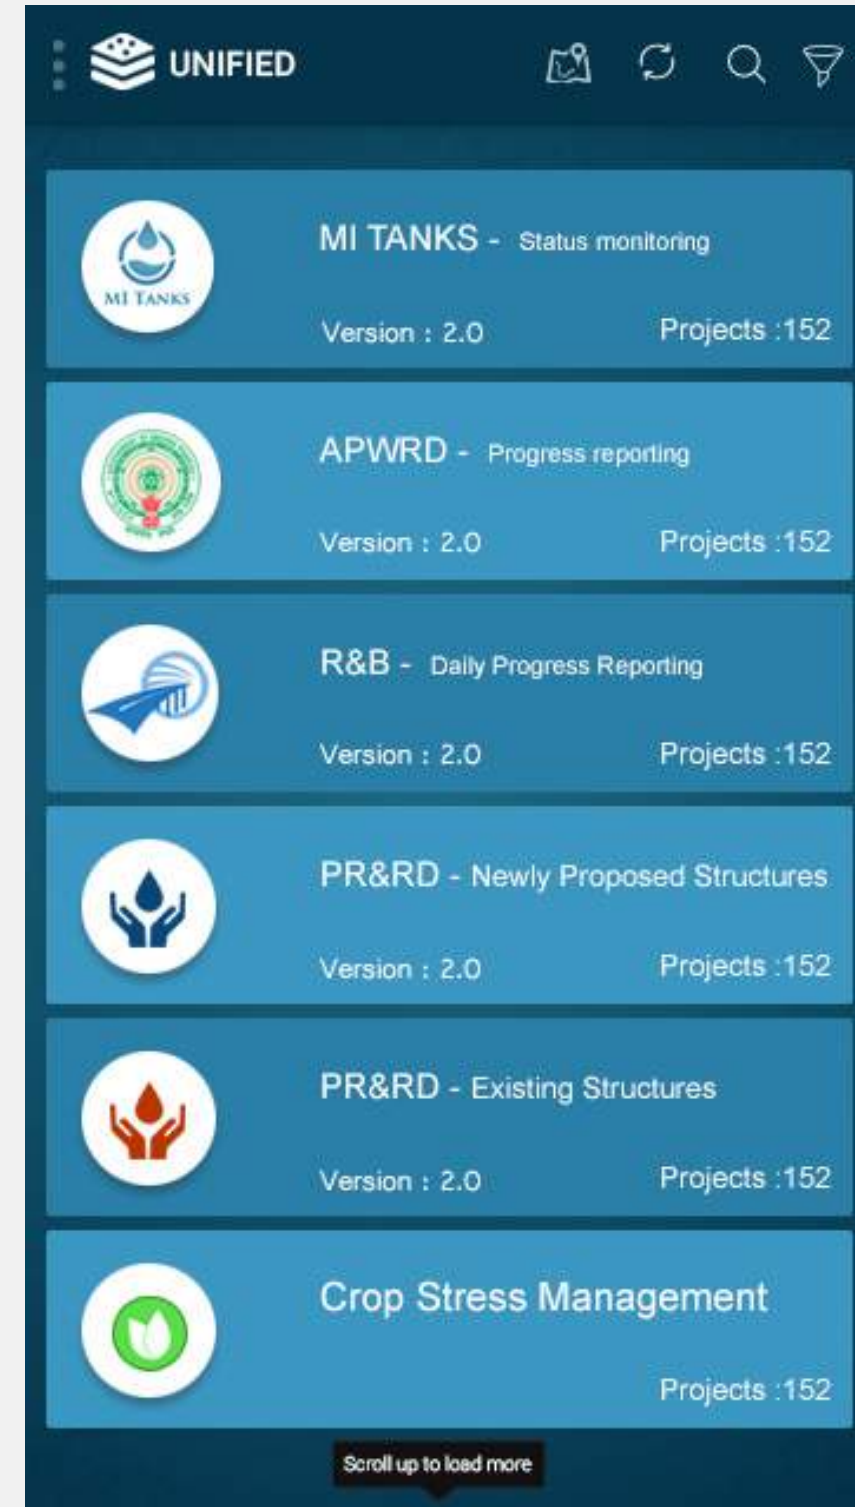 UNIFIED
MI TANKS - Status monitoring
MI TANKS
Version : 2.0 Projects :152
APWRD - Progress reporting
Version : 2.0 Projects :152
R&B - Daily Progress Reporting
Version : 2.0 Projects :152
PR&RD - Newly Proposed Structures
Version : 2.0 Projects :152
PR&RD - Existing Structures
Version : 2.0 Projects :152
Crop Stress Management
Projects :152
Scroll up to load more